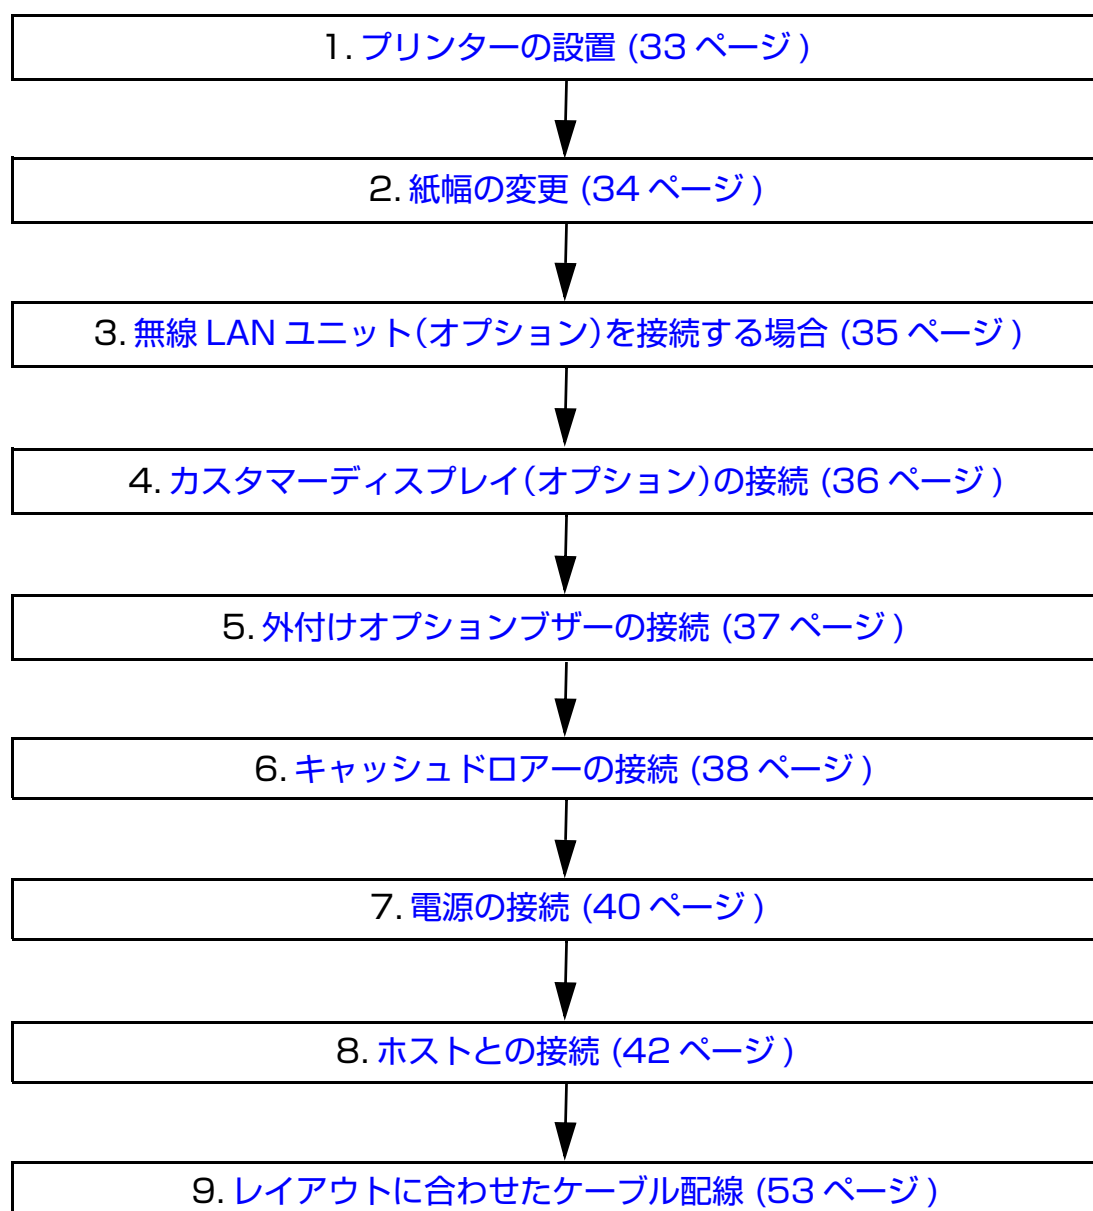 1. プリンターの設置 (33 ページ )
2. 紙幅の変更 (34 ページ )
3. 無線 LAN ユニット(オプション)を接続する場合 (35 ページ )
4. カスタマーディスプレイ(オプション)の接続 (36 ページ )
5. 外付けオプションブザーの接続 (37 ページ )
6. キャッシュドロアーの接続 (38 ページ )
7. 電源の接続 (40 ページ )
8. ホストとの接続 (42 ページ )
9. レイアウトに合わせたケーブル配線 (53 ページ )